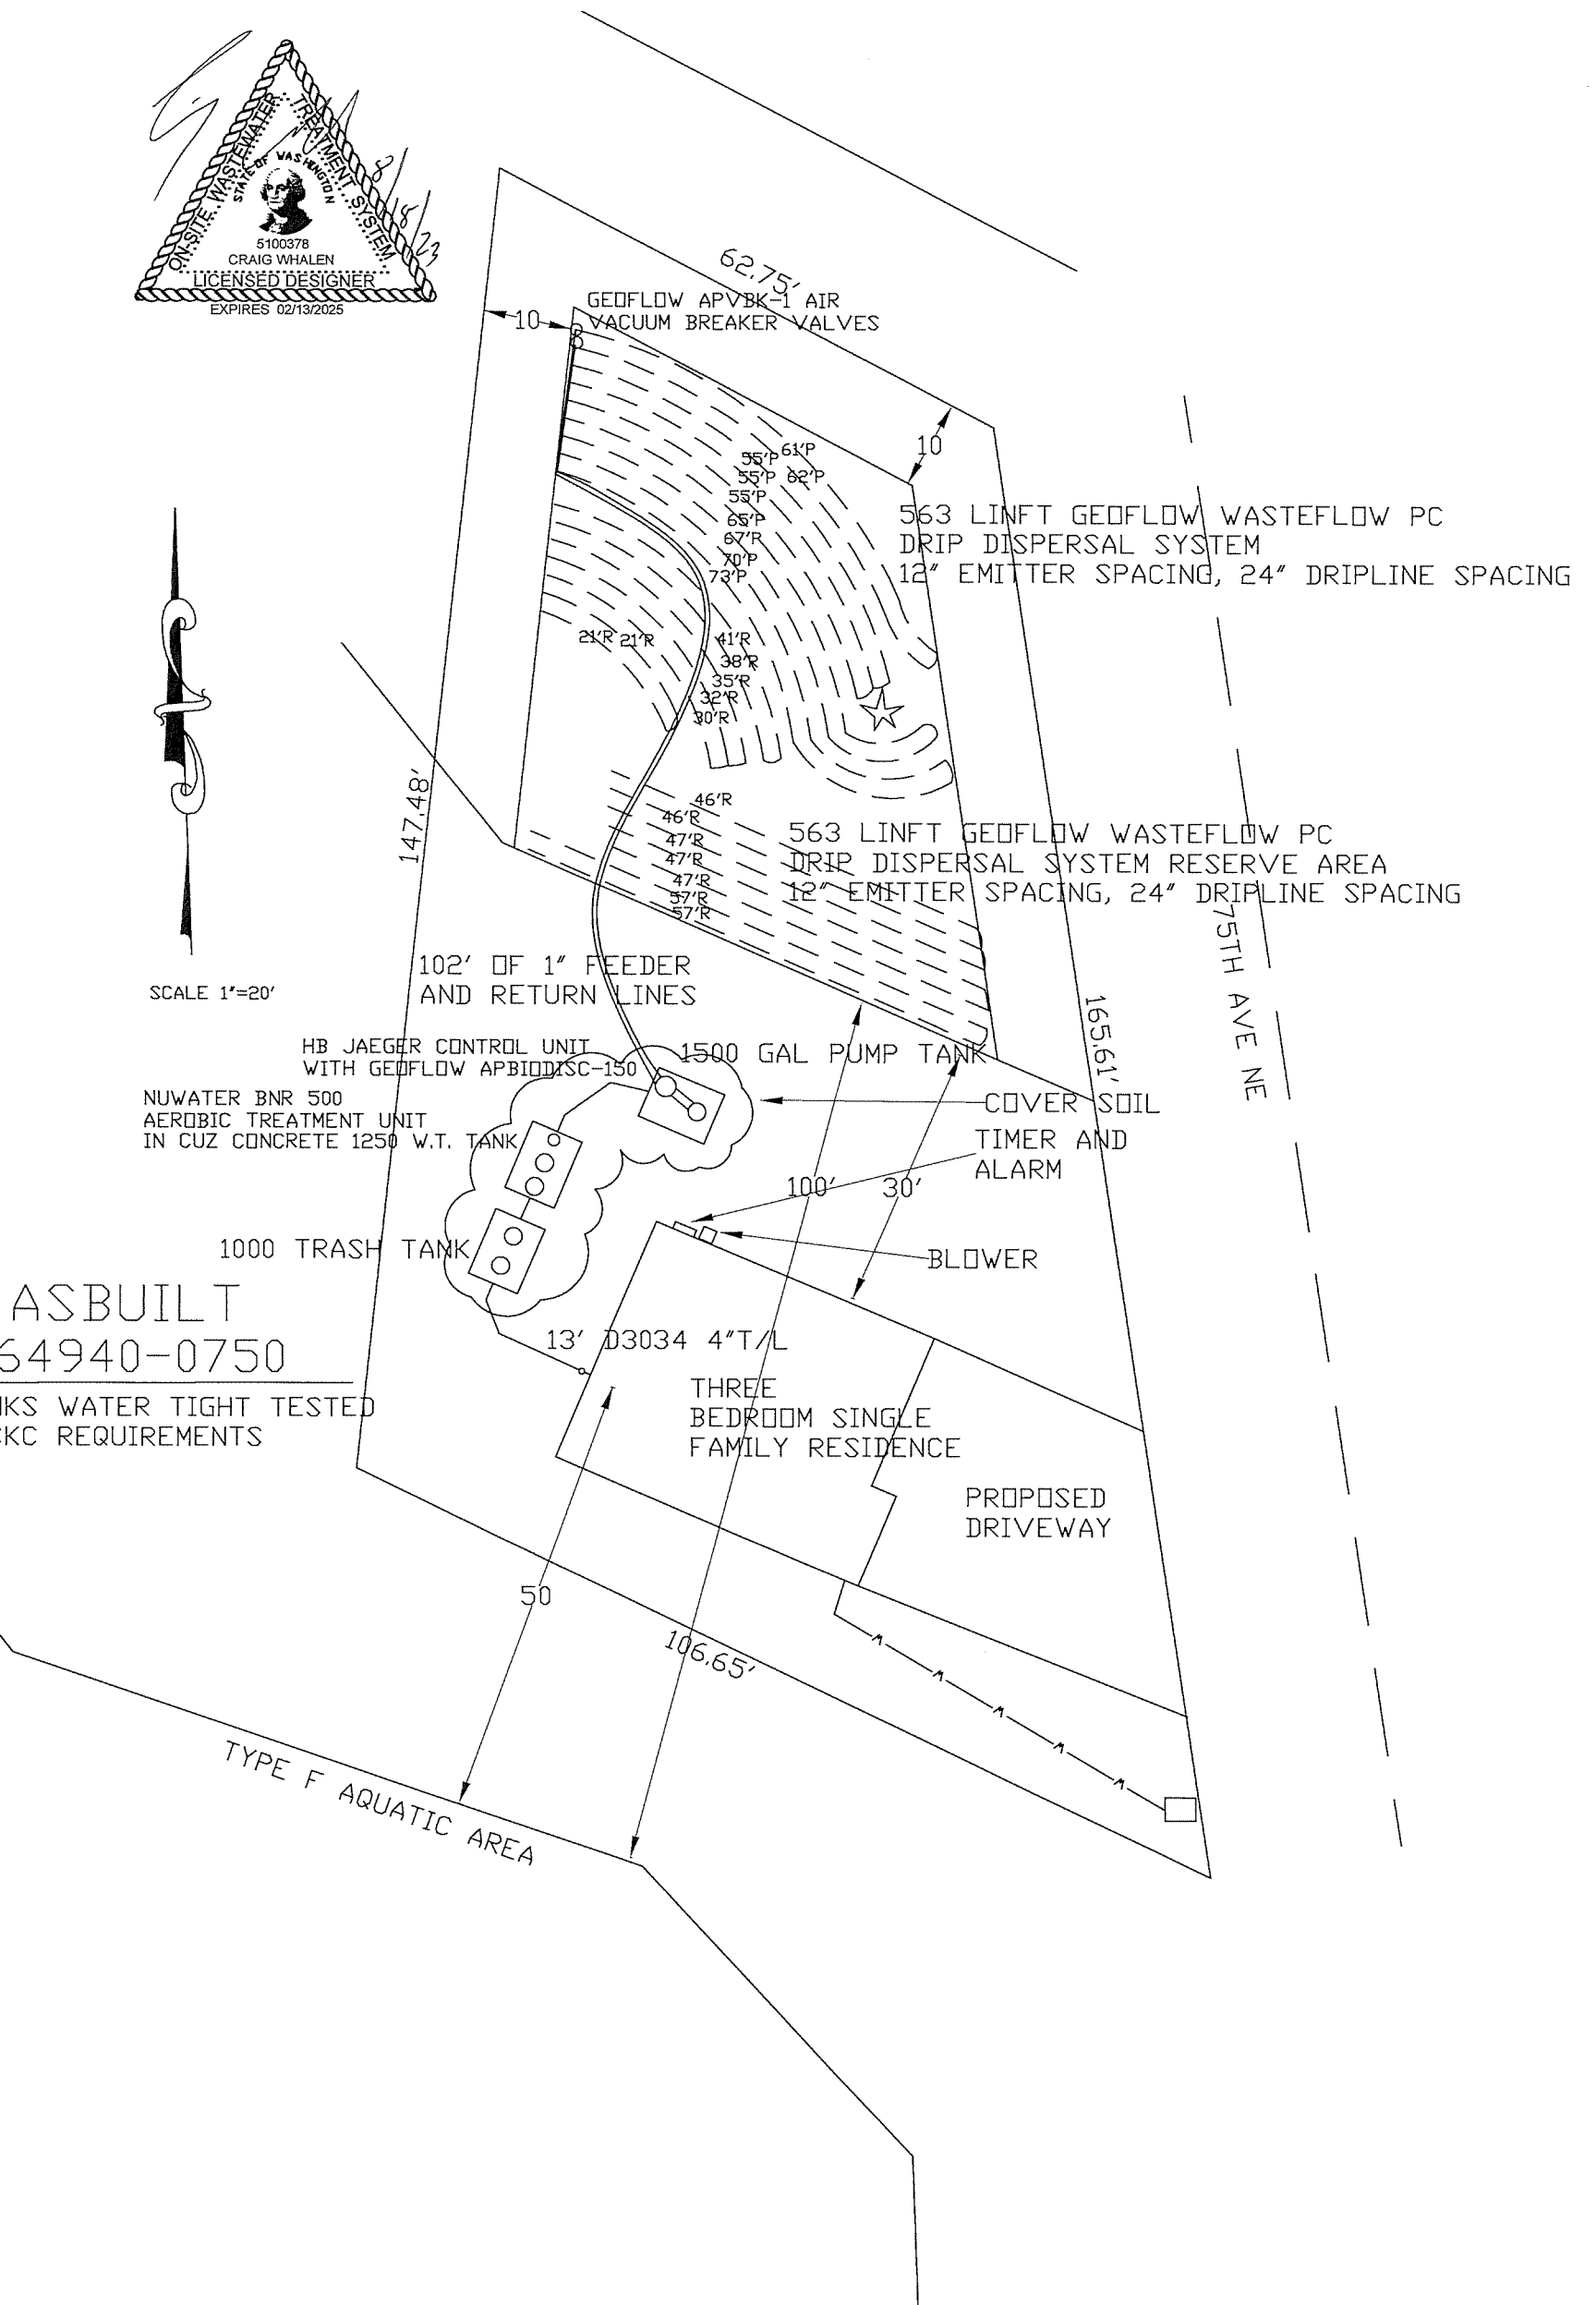 ON-SITE WASTEWATER TREATMENT SYSTEM
STATE OF WASHINGTON
5100378
CRAIG WHALEN
LICENSED DESIGNER
EXPIRES 02/13/2025
8/18/23
62.75'
GEOFLOW APVBK-1 AIR
VACUUM BREAKER VALVES
10
10
61'P
55'P
55'P
62'P
55'P
65'P
67'R
70'P
73'P
563 LINFT GEOFLOW WASTEFLOW PC
DRIP DISPERSAL SYSTEM
12" EMITTER SPACING, 24" DRIPLINE SPACING
21'R
21'R
41'R
38'R
35'R
32'R
30'R
147.48'
46'R
46'R
47'R
47'R
47'R
57'R
57'R
563 LINFT GEOFLOW WASTEFLOW PC
DRIP DISPERSAL SYSTEM RESERVE AREA
12" EMITTER SPACING, 24" DRIPLINE SPACING
75TH AVE NE
165.61'
SCALE 1"=20'
102' OF 1" FEEDER
AND RETURN LINES
HB JAEGER CONTROL UNIT
WITH GEOFLOW APBIODISC-150
1500 GAL PUMP TANK
NUWATER BNR 500
AEROBIC TREATMENT UNIT
IN CUZ CONCRETE 1250 W.T. TANK
COVER SOIL
TIMER AND
ALARM
100'
30'
1000 TRASH TANK
BLOWER
ASBUILT
64940-0750
NKS WATER TIGHT TESTED
CKC REQUIREMENTS
13' D3034 4"T/L
THREE
BEDROOM SINGLE
FAMILY RESIDENCE
PROPOSED
DRIVEWAY
50
106.65'
TYPE F AQUATIC AREA